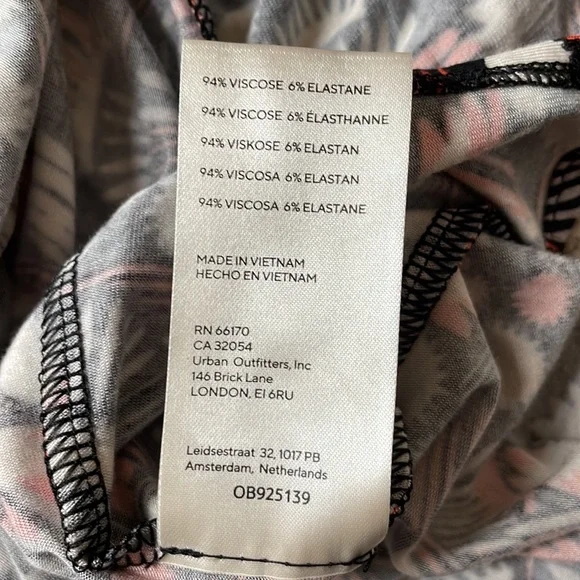 94% VISCOSE 6% ELASTANE
94% VISCOSE 6% ÉLASTHANNE
94% VISKOSE 6% ELASTAN
94% VISCOSA 6% ELASTAN
94% VISCOSA 6% ELASTANE
MADE IN VIETNAM
HECHO EN VIETNAM
RN 66170
CA 32054
Urban Outfitters, Inc
146 Brick Lane
LONDON, E1 6RU
Leidsestraat 32, 1017 PB
Amsterdam, Netherlands
OB925139